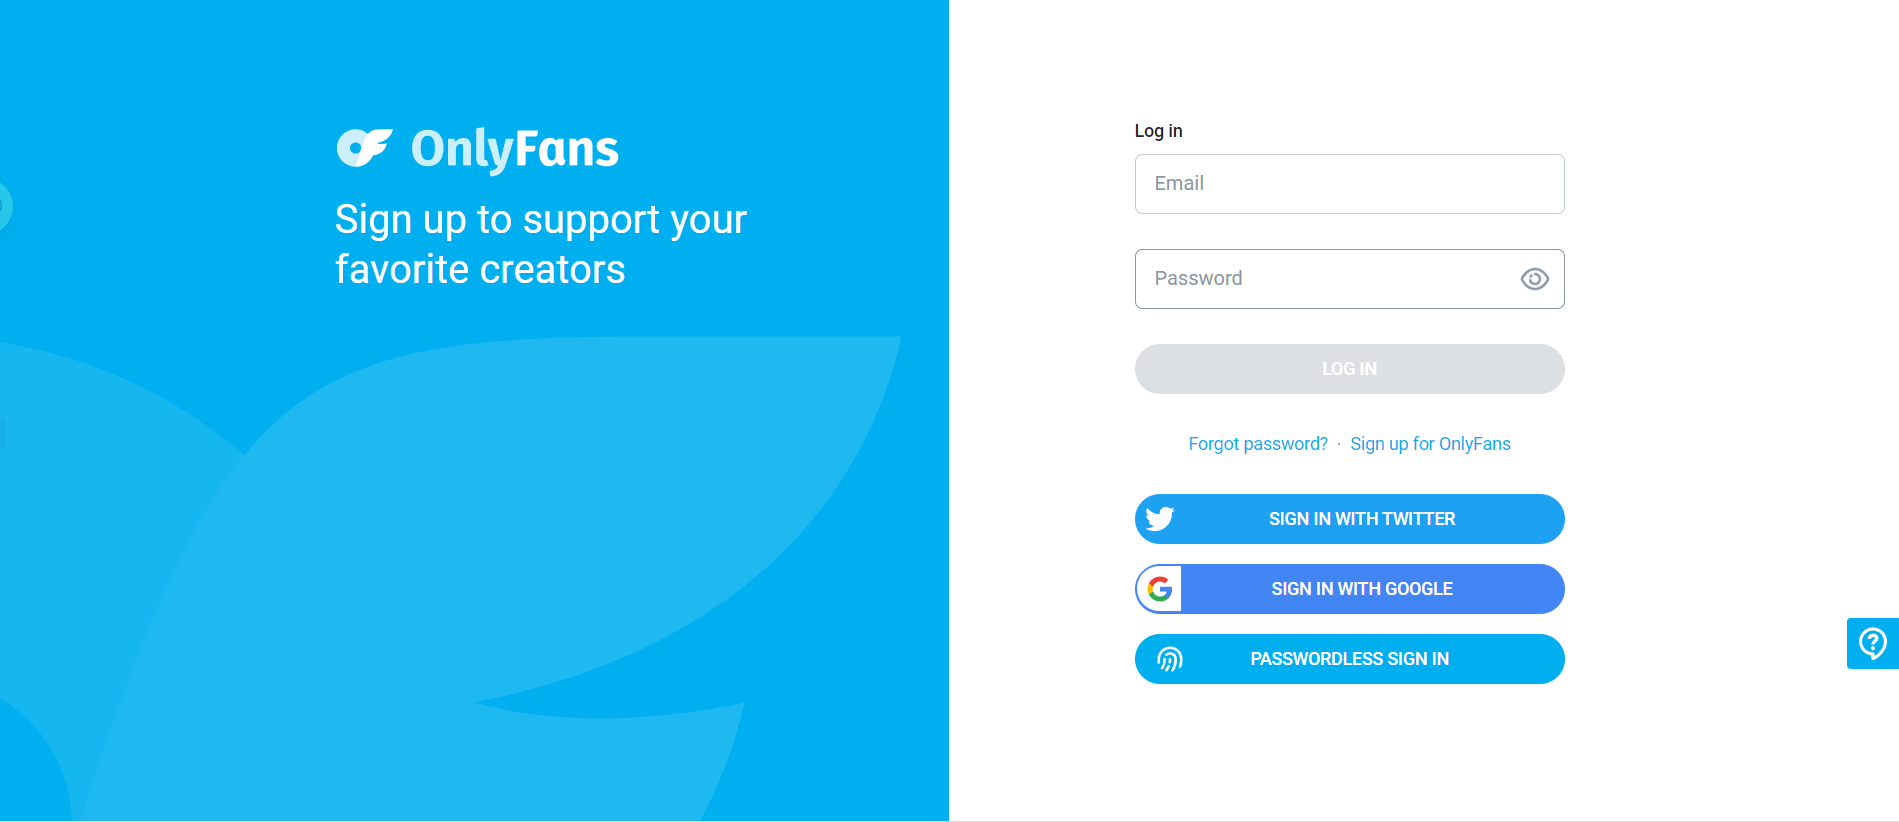 OnlyFans
Sign up to support your
favorite creators
Log in
Email
Password
LOG IN
Forgot password? · Sign up for OnlyFans
SIGN IN WITH TWITTER
SIGN IN WITH GOOGLE
PASSWORDLESS SIGN IN